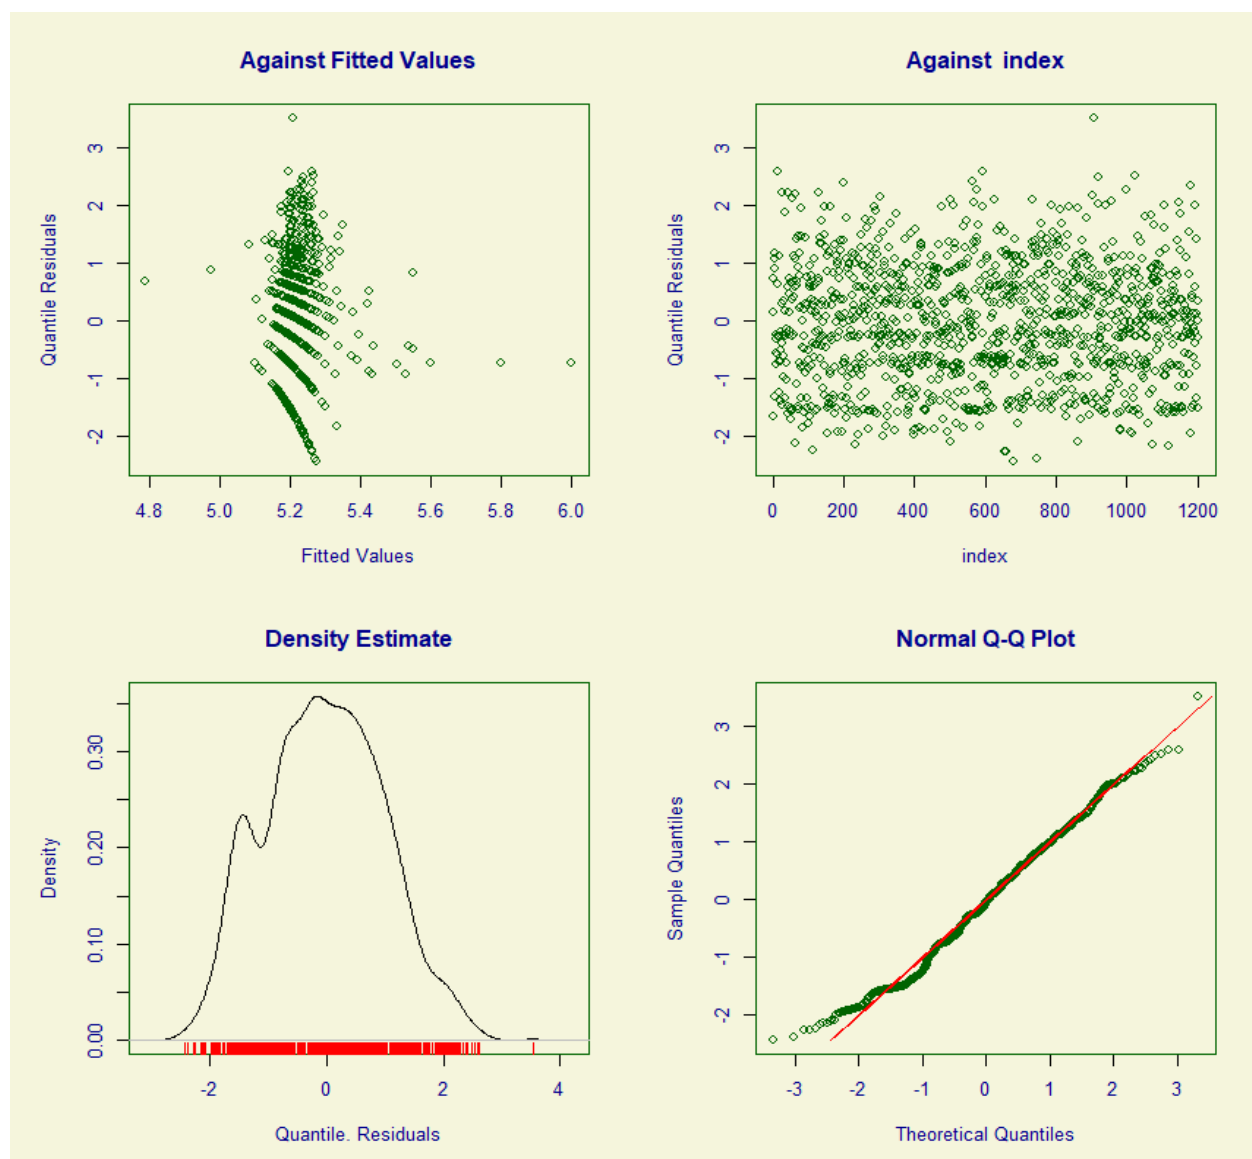 Against Fitted Values
Quantile Residuals
3
2
1
0
-1
-2
4.8 5.0 5.2 5.4 5.6 5.8 6.0
Fitted Values
Against index
Quantile Residuals
3
2
1
0
-1
-2
0 200 400 600 800 1000 1200
index
Density Estimate
Density
0.30
0.20
0.10
0.00
-2 0 2 4
Quantile. Residuals
Normal Q-Q Plot
Sample Quantiles
3
2
1
0
-1
-2
-3 -2 -1 0 1 2 3
Theoretical Quantiles